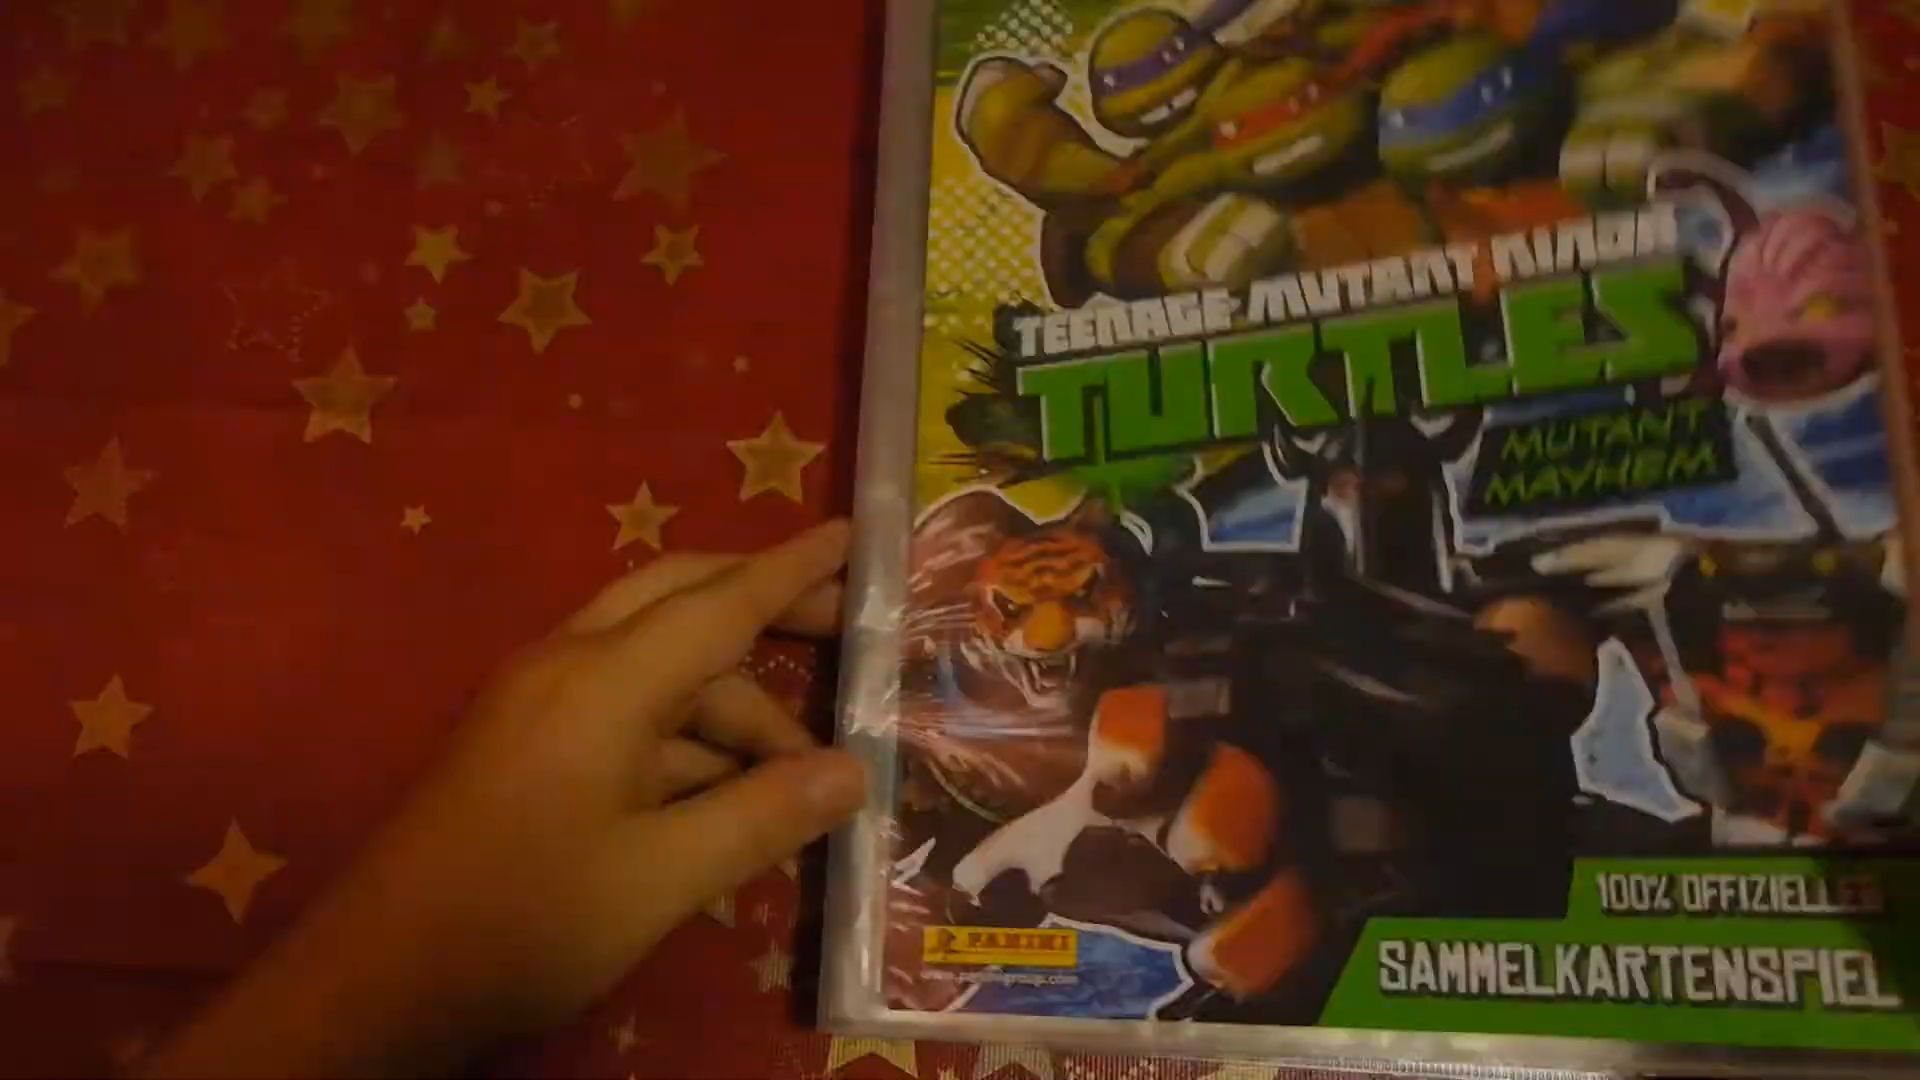 TEENAGE MUTANT NINJA
TURTLES
MUTANT
MAYHEM
100% OFFIZIELLES
SAMMELKARTENSPIEL
PANINI